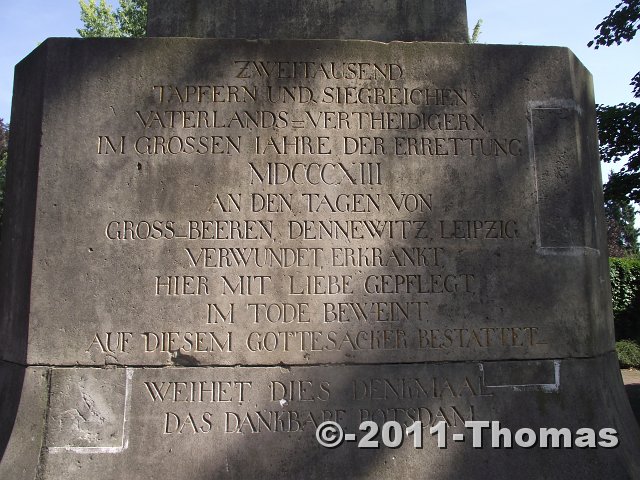 ZWEITAUSEND
TAPFERN UND SIEGREICHEN
VATERLANDS=VERTHEIDIGERN,
IM GROSSEN IAHRE DER ERRETTUNG
MDCCCXIII
AN DEN TAGEN VON
GROSS=BEEREN, DENNEWITZ, LEIPZIG
VERWUNDET, ERKRANKT,
HIER MIT LIEBE GEPFLEGT,
IM TODE BEWEINT
AUF DIESEM GOTTESACKER BESTATTET=
WEIHET DIES DENKMAAL
DAS DANKBARE POTSDAM
©-2011-Thomas